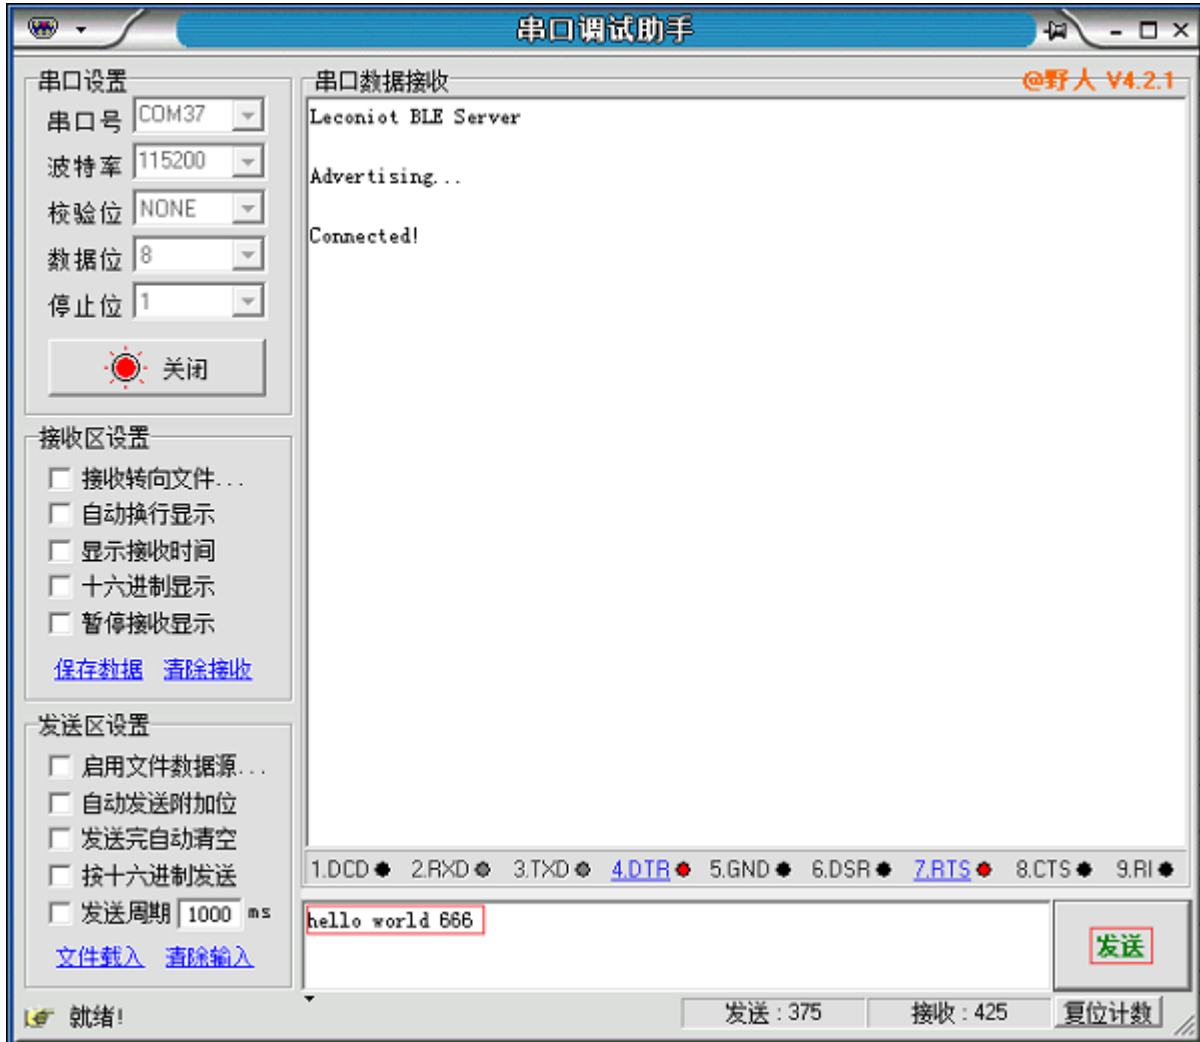 串口调试助手
串口设置
串口号 COM37
波特率 115200
校验位 NONE
数据位 8
停止位 1
关闭
接收区设置
接收转向文件...
自动换行显示
显示接收时间
十六进制显示
暂停接收显示
保存数据 清除接收
发送区设置
启用文件数据源...
自动发送附加位
发送完自动清空
按十六进制发送
发送周期 1000 ms
文件载入 清除输入
串口数据接收 @野人 V4.2.1
Leconiot BLE Server
Advertising...
Connected!
1.DCD 2.RXD 3.TXD 4.DTR 5.GND 6.DSR 7.RTS 8.CTS 9.RI
hello world 666
发送
就绪! 发送:375 接收:425 复位计数